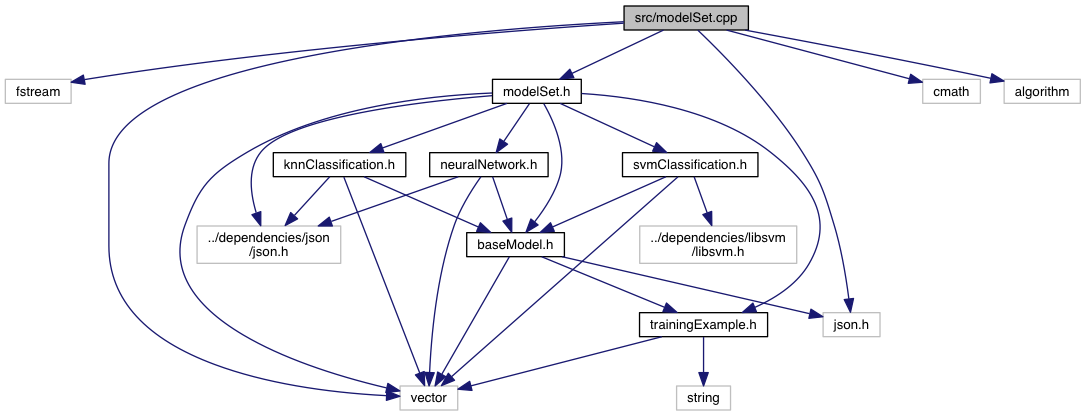 src/modelSet.cpp
fstream
modelSet.h
cmath
algorithm
knnClassification.h
neuralNetwork.h
svmClassification.h
../dependencies/json
/json.h
baseModel.h
../dependencies/libsvm
/libsvm.h
trainingExample.h
json.h
vector
string